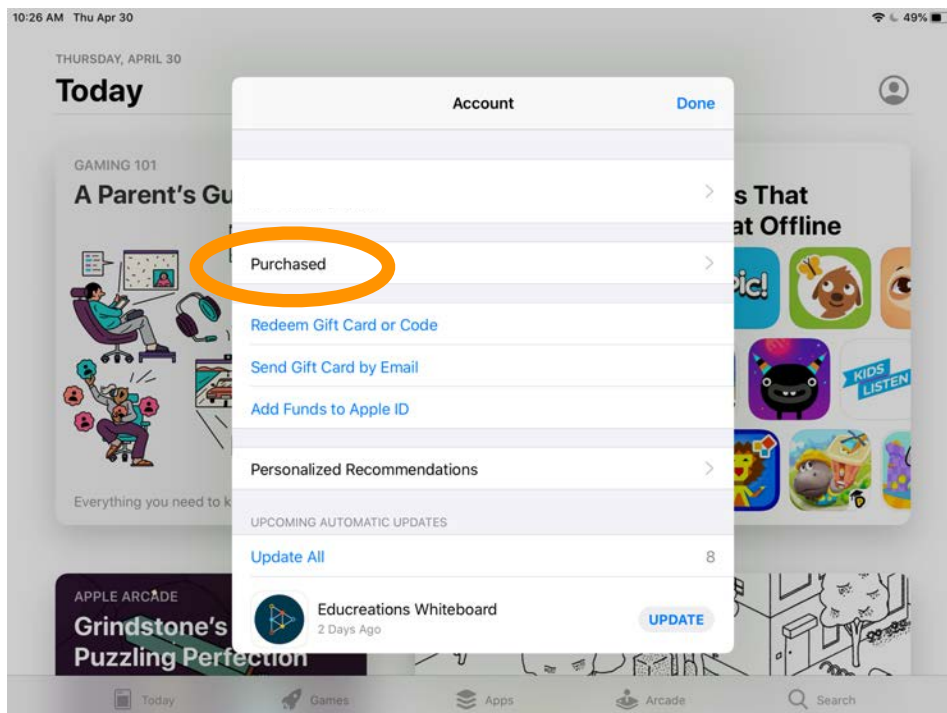 10:26 AM Thu Apr 30
49%
THURSDAY, APRIL 30
Today
Account
Done
GAMING 101
A Parent's Gu
s That
at Offline
Purchased
pic!
Redeem Gift Card or Code
Send Gift Card by Email
KIDS
LISTEN
Add Funds to Apple ID
Personalized Recommendations
Everything you need to k
UPCOMING AUTOMATIC UPDATES
Update All
8
APPLE ARCADE
Grindstone's
Puzzling Perfection
Educreations Whiteboard
2 Days Ago
UPDATE
Today
Games
Apps
Arcade
Search